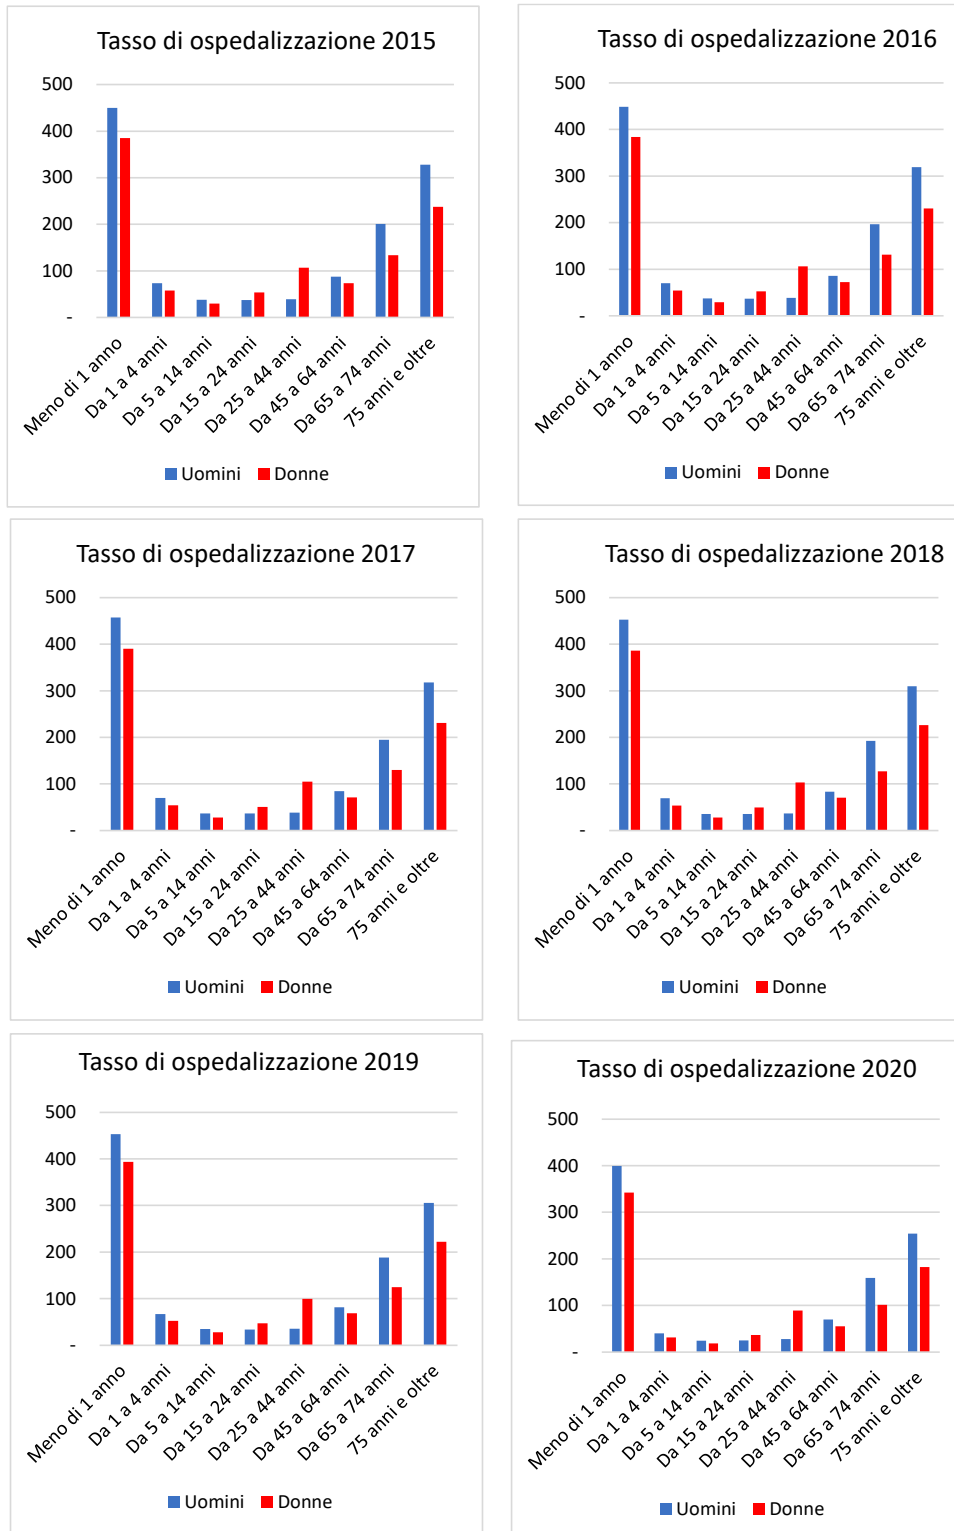 Tasso di ospedalizzazione 2015
500
400
300
200
100
-
Meno di 1 anno
Da 1 a 4 anni
Da 5 a 14 anni
Da 15 a 24 anni
Da 25 a 44 anni
Da 45 a 64 anni
Da 65 a 74 anni
75 anni e oltre
Uomini Donne
Tasso di ospedalizzazione 2016
500
400
300
200
100
-
Meno di 1 anno
Da 1 a 4 anni
Da 5 a 14 anni
Da 15 a 24 anni
Da 25 a 44 anni
Da 45 a 64 anni
Da 65 a 74 anni
75 anni e oltre
Uomini Donne
Tasso di ospedalizzazione 2017
500
400
300
200
100
-
Meno di 1 anno
Da 1 a 4 anni
Da 5 a 14 anni
Da 15 a 24 anni
Da 25 a 44 anni
Da 45 a 64 anni
Da 65 a 74 anni
75 anni e oltre
Uomini Donne
Tasso di ospedalizzazione 2018
500
400
300
200
100
-
Meno di 1 anno
Da 1 a 4 anni
Da 5 a 14 anni
Da 15 a 24 anni
Da 25 a 44 anni
Da 45 a 64 anni
Da 65 a 74 anni
75 anni e oltre
Uomini Donne
Tasso di ospedalizzazione 2019
500
400
300
200
100
-
Meno di 1 anno
Da 1 a 4 anni
Da 5 a 14 anni
Da 15 a 24 anni
Da 25 a 44 anni
Da 45 a 64 anni
Da 65 a 74 anni
75 anni e oltre
Uomini Donne
Tasso di ospedalizzazione 2020
500
400
300
200
100
-
Meno di 1 anno
Da 1 a 4 anni
Da 5 a 14 anni
Da 15 a 24 anni
Da 25 a 44 anni
Da 45 a 64 anni
Da 65 a 74 anni
75 anni e oltre
Uomini Donne